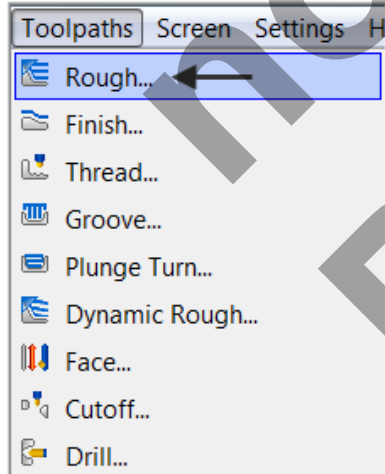 Toolpaths Screen Settings H
Rough...
Finish...
Thread...
Groove...
Plunge Turn...
Dynamic Rough...
Face...
Cutoff...
Drill...